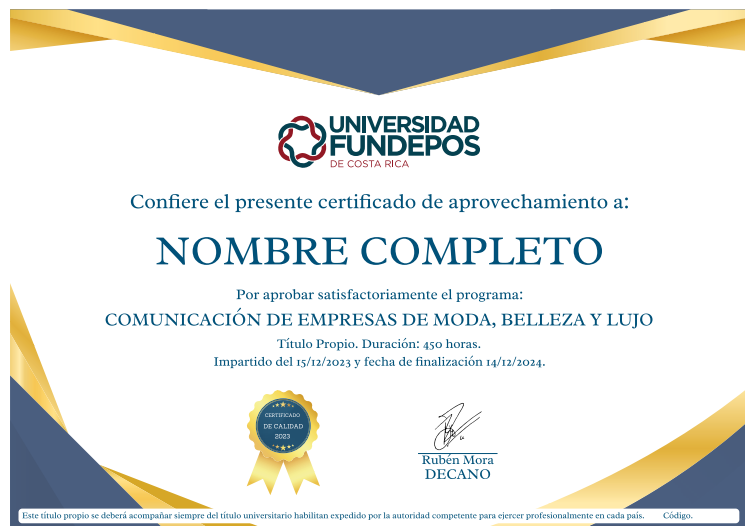 UNIVERSIDAD
FUNDEPOS
DE COSTA RICA
Confiere el presente certificado de aprovechamiento a:
NOMBRE COMPLETO
Por aprobar satisfactoriamente el programa:
COMUNICACIÓN DE EMPRESAS DE MODA, BELLEZA Y LUJO
Título Propio. Duración: 450 horas.
Impartido del 15/12/2023 y fecha de finalización 14/12/2024.
CERTIFICADO
DE CALIDAD
2023
Rubén Mora
DECANO
Este título propio se deberá acompañar siempre del título universitario habilitan expedido por la autoridad competente para ejercer profesionalmente en cada país. Código.